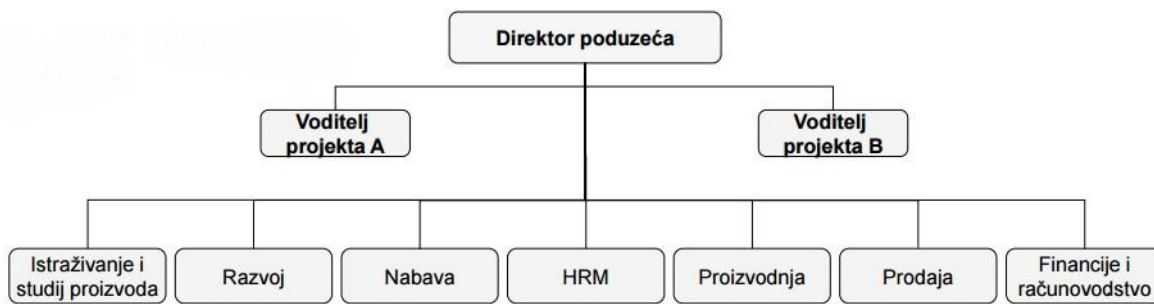 Direktor poduzeća
Voditelj
projekta A
Voditelj
projekta B
Istraživanje i
studij proizvoda
Razvoj
Nabava
HRM
Proizvodnja
Prodaja
Financije i
računovodstvo